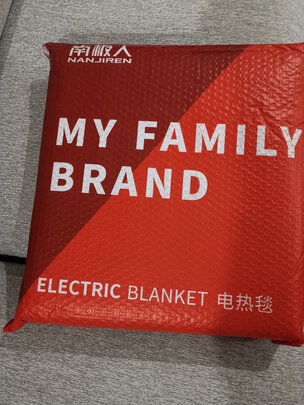 南极人
NANJIREN
MY FAMILY
BRAND
ELECTRIC BLANKET 电热毯